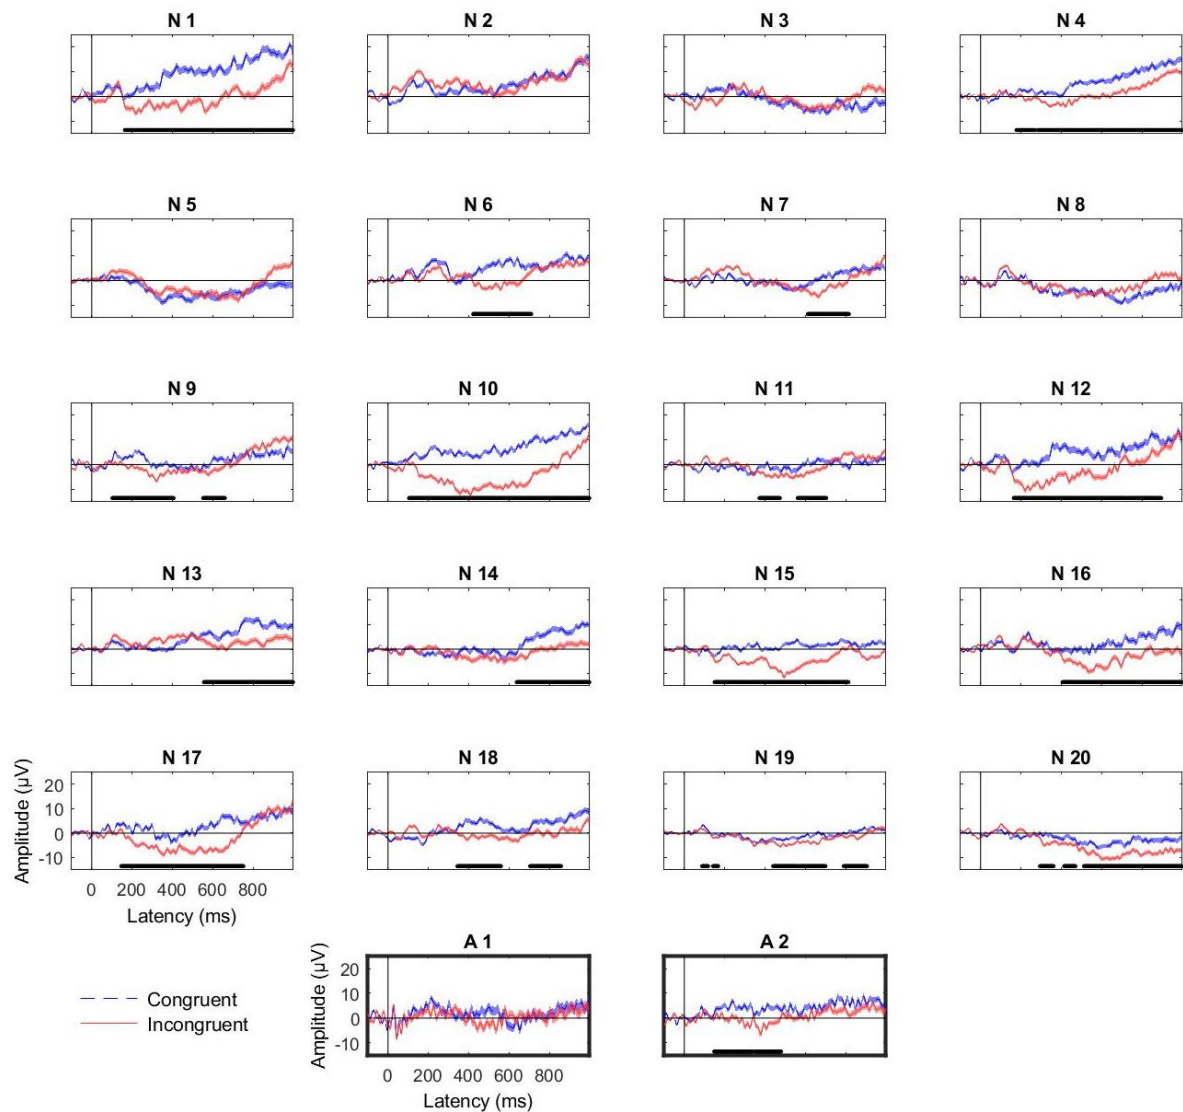 N 1
N 2
N 3
N 4
N 5
N 6
N 7
N 8
N 9
N 10
N 11
N 12
N 13
N 14
N 15
N 16
N 17
N 18
N 19
N 20
Amplitude (µV)
20
10
0
-10
0 200 400 600 800
Latency (ms)
A 1
A 2
Amplitude (µV)
20
10
0
-10
0 200 400 600 800
Latency (ms)
Congruent
Incongruent